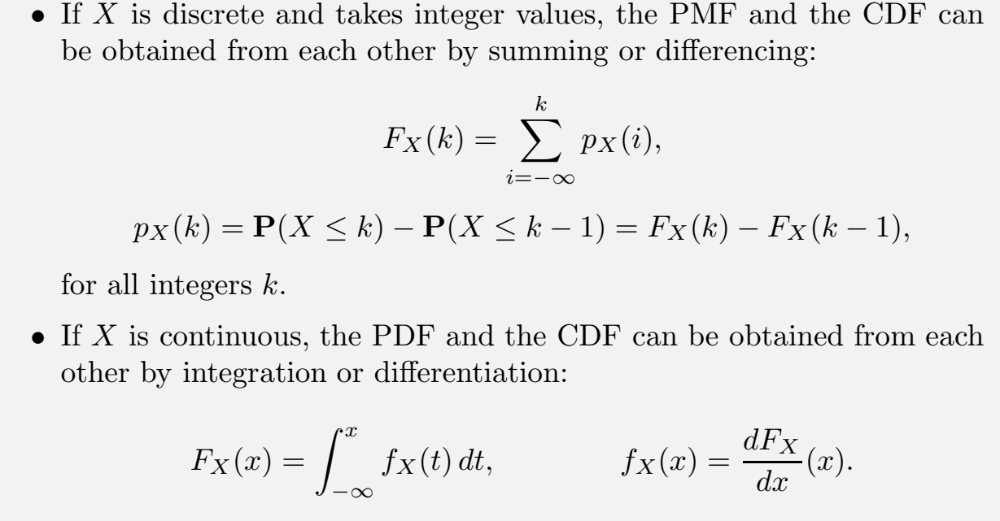 • If X is discrete and takes integer values, the PMF and the CDF can
be obtained from each other by summing or differencing:
$$F_X(k) = \sum_{i=-\infty}^{k} p_X(i),$$
$$p_X(k) = \mathbf{P}(X \leq k) - \mathbf{P}(X \leq k-1) = F_X(k) - F_X(k-1),$$
for all integers k.
• If X is continuous, the PDF and the CDF can be obtained from each
other by integration or differentiation:
$$F_X(x) = \int_{-\infty}^{x} f_X(t)\,dt, \qquad f_X(x) = \frac{dF_X}{dx}(x).$$